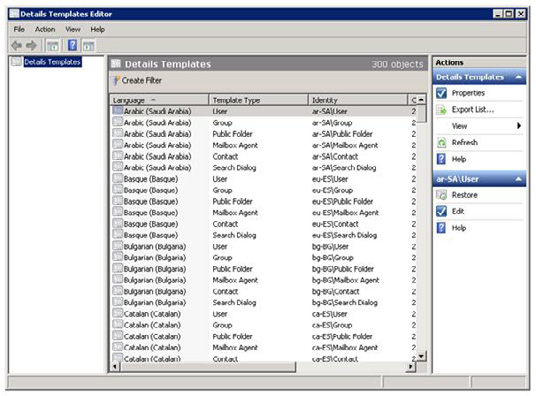 Details Templates Editor
File Action View Help
Details Templates
Details Templates 300 objects
Create Filter
Language Template Type Identity C
Arabic (Saudi Arabia) User ar-SA\User 2
Arabic (Saudi Arabia) Group ar-SA\Group 2
Arabic (Saudi Arabia) Public Folder ar-SA\Public Folder 2
Arabic (Saudi Arabia) Mailbox Agent ar-SA\Mailbox Agent 2
Arabic (Saudi Arabia) Contact ar-SA\Contact 2
Arabic (Saudi Arabia) Search Dialog ar-SA\Search Dialog 2
Basque (Basque) User eu-ES\User 2
Basque (Basque) Group eu-ES\Group 2
Basque (Basque) Public Folder eu-ES\Public Folder 2
Basque (Basque) Mailbox Agent eu-ES\Mailbox Agent 2
Basque (Basque) Contact eu-ES\Contact 2
Basque (Basque) Search Dialog eu-ES\Search Dialog 2
Bulgarian (Bulgaria) User bg-BG\User 2
Bulgarian (Bulgaria) Group bg-BG\Group 2
Bulgarian (Bulgaria) Public Folder bg-BG\Public Folder 2
Bulgarian (Bulgaria) Mailbox Agent bg-BG\Mailbox Agent 2
Bulgarian (Bulgaria) Contact bg-BG\Contact 2
Bulgarian (Bulgaria) Search Dialog bg-BG\Search Dialog 2
Catalan (Catalan) User ca-ES\User 2
Catalan (Catalan) Group ca-ES\Group 2
Catalan (Catalan) Public Folder ca-ES\Public Folder 2
Catalan (Catalan) Mailbox Agent ca-ES\Mailbox Agent 2
Catalan (Catalan) Contact ca-ES\Contact 2
Actions
Details Templates
Properties
Export List...
View
Refresh
Help
ar-SA\User
Restore
Edit
Help